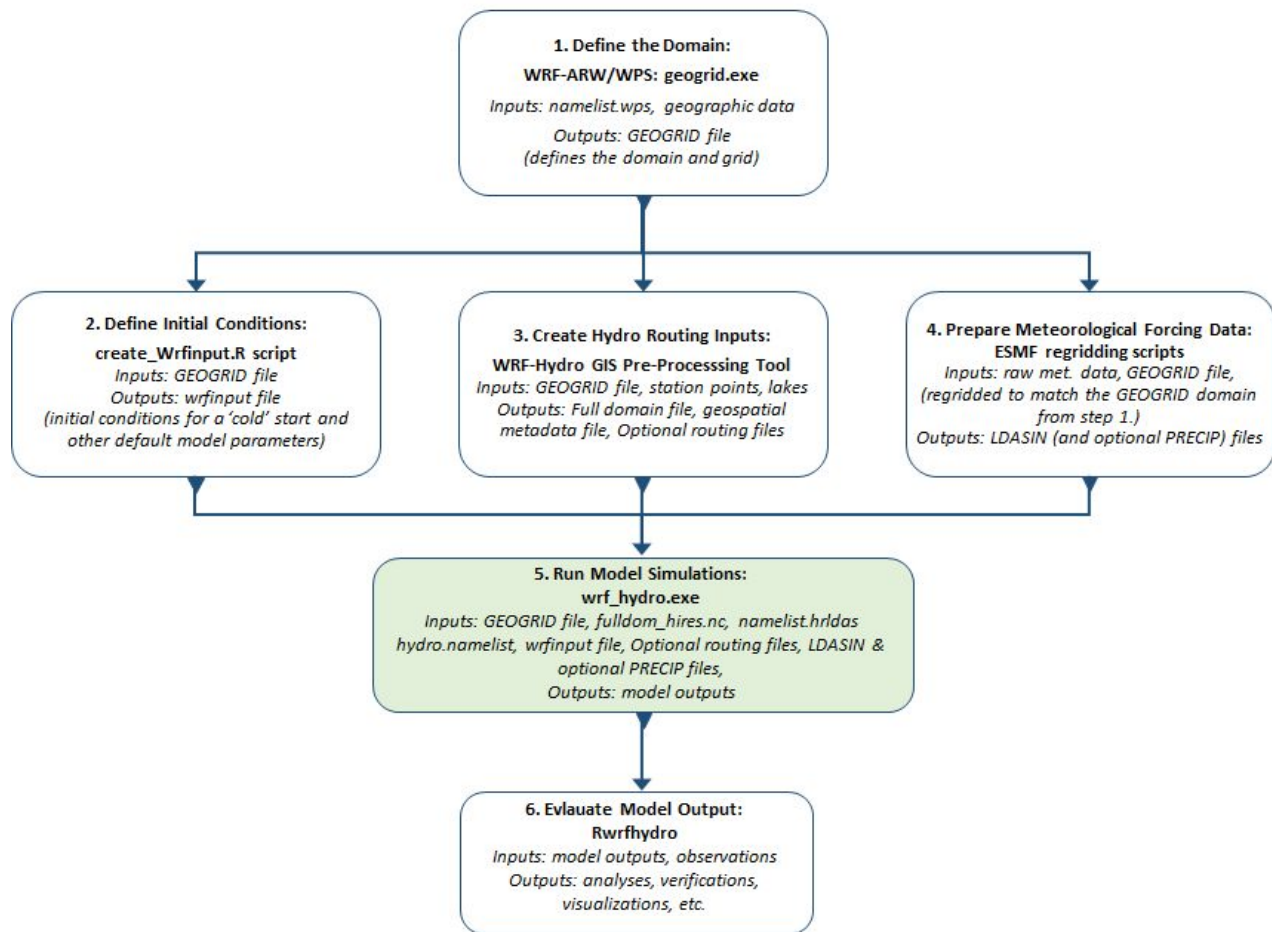 1. Define the Domain:
WRF-ARW/WPS: geogrid.exe
Inputs: namelist.wps, geographic data
Outputs: GEOGRID file
(defines the domain and grid)
2. Define Initial Conditions:
create_Wrfinput.R script
Inputs: GEOGRID file
Outputs: wrfinput file
(initial conditions for a ‘cold’ start and
other default model parameters)
3. Create Hydro Routing Inputs:
WRF-Hydro GIS Pre-Processsing Tool
Inputs: GEOGRID file, station points, lakes
Outputs: Full domain file, geospatial
metadata file, Optional routing files
4. Prepare Meteorological Forcing Data:
ESMF regridding scripts
Inputs: raw met. data, GEOGRID file,
(regridded to match the GEOGRID domain
from step 1.)
Outputs: LDASIN (and optional PRECIP) files
5. Run Model Simulations:
wrf_hydro.exe
Inputs: GEOGRID file, fulldom_hires.nc, namelist.hrldas
hydro.namelist, wrfinput file, Optional routing files, LDASIN &
optional PRECIP files,
Outputs: model outputs
6. Evlauate Model Output:
Rwrfhydro
Inputs: model outputs, observations
Outputs: analyses, verifications,
visualizations, etc.